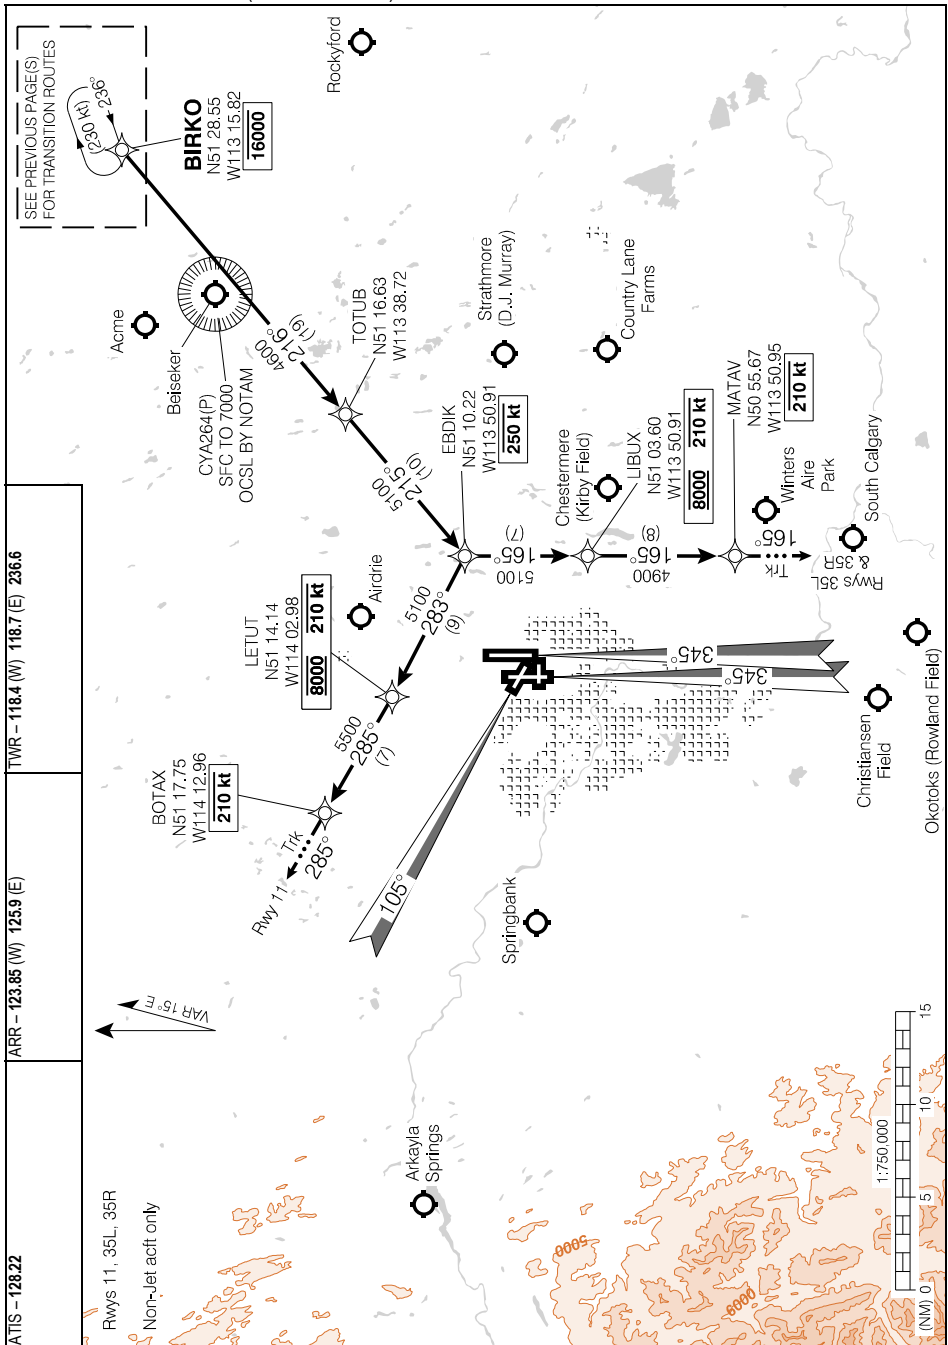 ATIS – 128.22
ARR – 123.85 (W) 125.9 (E)
TWR – 118.4 (W) 118.7 (E) 236.6
Rwys 11, 35L, 35R
Non-Jet acft only
VAR 15° E
SEE PREVIOUS PAGE(S)
FOR TRANSITION ROUTES
(230 kt)
236°
BIRKO
N51 28.55
W113 15.82
16000
Rockyford
Acme
Beiseker
CYA264(P)
SFC TO 7000
OCSL BY NOTAM
4600
216°
(19)
TOTUB
N51 16.63
W113 38.72
5100
215°
(10)
EBDIK
N51 10.22
W113 50.91
250 kt
Strathmore
(D.J. Murray)
Country Lane
Farms
Chestermere
(Kirby Field)
5100
165°
(7)
LIBUX
N51 03.60
W113 50.91
8000 210 kt
4900
165°
(8)
MATAV
N50 55.67
W113 50.95
210 kt
Trk
165°
Rwys 35L
& 35R
Winters
Aire
Park
South Calgary
5100
283°
(9)
Airdrie
LETUT
N51 14.14
W114 02.98
8000 210 kt
5500
285°
(7)
BOTAX
N51 17.75
W114 12.96
210 kt
Trk
285°
Rwy 11
105°
345°
345°
Springbank
Christiansen
Field
Okotoks (Rowland Field)
Arkayla
Springs
5000
6000
1:750,000
(NM) 0 5 10 15